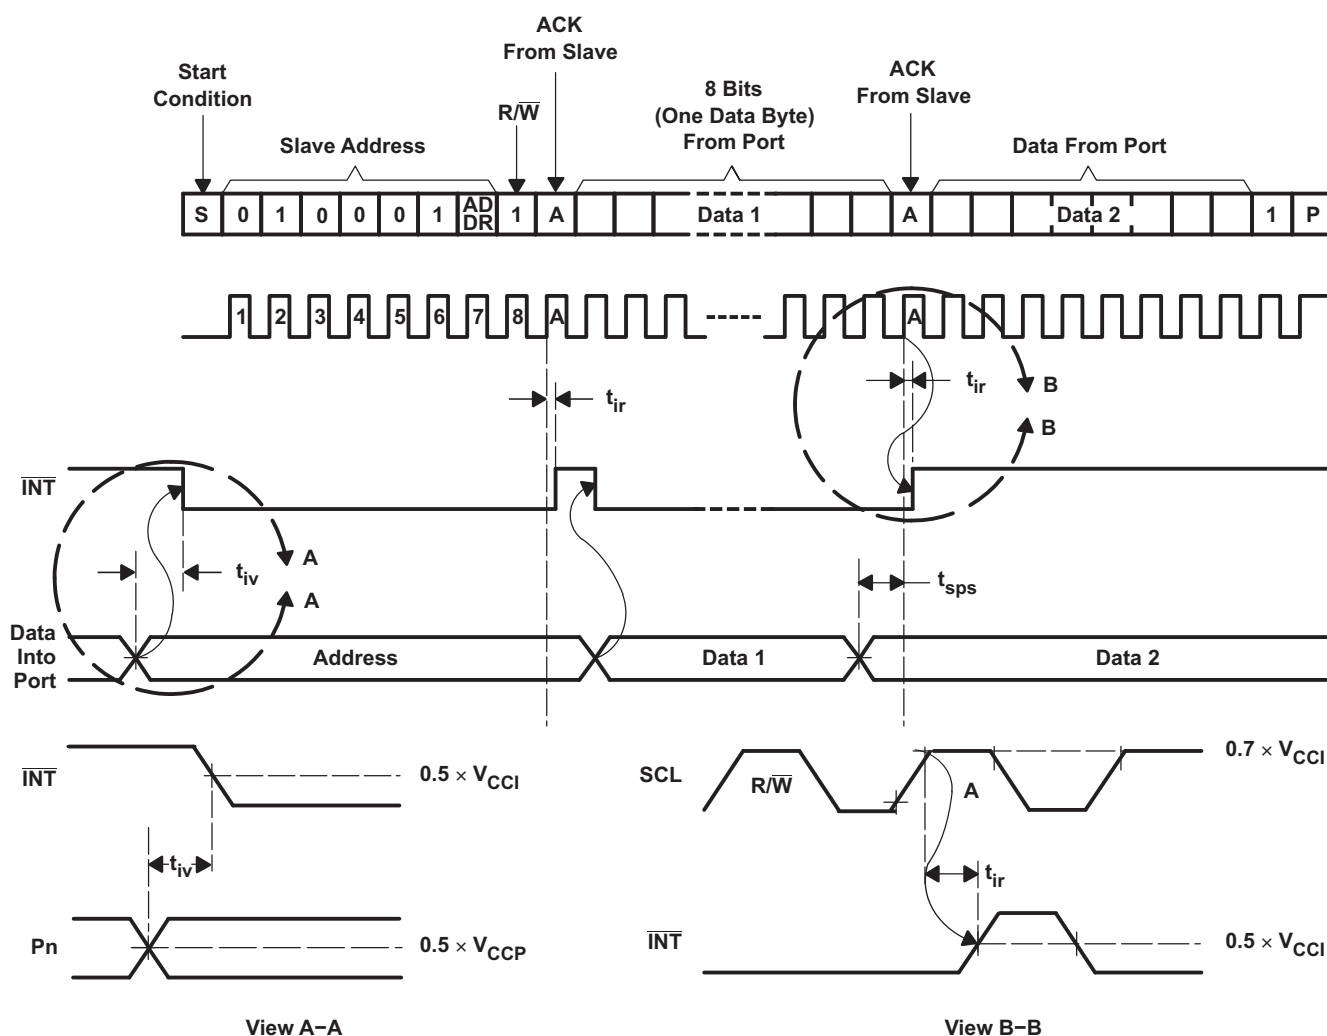 ACK
From Slave
Start
Condition
R/W̅
ACK
From Slave
8 Bits
(One Data Byte)
From Port
Slave Address
Data From Port
S 0 1 0 0 0 1 AD DR 1 A Data 1 A Data 2 1 P
1 2 3 4 5 6 7 8 A A
t_ir
t_ir
B
B
I̅N̅T̅
t_iv
A
A
t_sps
Data
Into
Port
Address
Data 1
Data 2
I̅N̅T̅
0.5 × V_CCI
t_iv
Pn
0.5 × V_CCP
View A–A
SCL
R/W̅
A
0.7 × V_CCI
t_ir
I̅N̅T̅
0.5 × V_CCI
View B–B